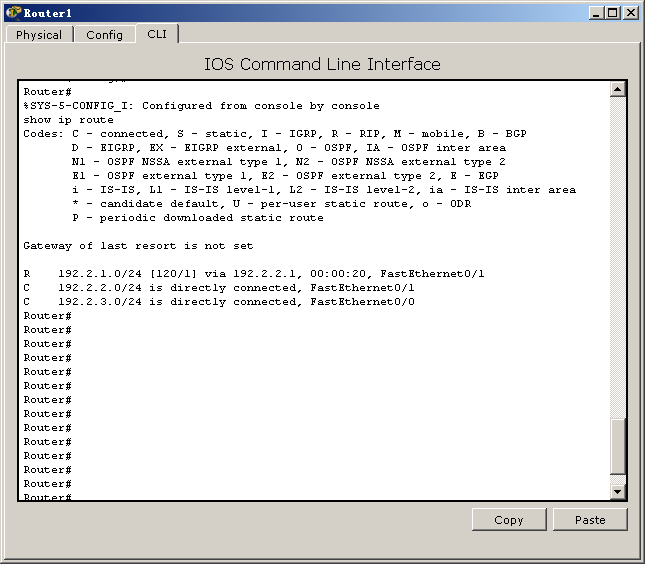 Router1
Physical Config CLI
IOS Command Line Interface
Router#
%SYS-5-CONFIG_I: Configured from console by console
show ip route
Codes: C - connected, S - static, I - IGRP, R - RIP, M - mobile, B - BGP
       D - EIGRP, EX - EIGRP external, O - OSPF, IA - OSPF inter area
       N1 - OSPF NSSA external type 1, N2 - OSPF NSSA external type 2
       E1 - OSPF external type 1, E2 - OSPF external type 2, E - EGP
       i - IS-IS, L1 - IS-IS level-1, L2 - IS-IS level-2, ia - IS-IS inter area
       * - candidate default, U - per-user static route, o - ODR
       P - periodic downloaded static route
Gateway of last resort is not set
R    192.2.1.0/24 [120/1] via 192.2.2.1, 00:00:20, FastEthernet0/1
C    192.2.2.0/24 is directly connected, FastEthernet0/1
C    192.2.3.0/24 is directly connected, FastEthernet0/0
Router#
Router#
Router#
Router#
Router#
Router#
Router#
Router#
Router#
Router#
Router#
Router#
Router#
Router#
Copy Paste